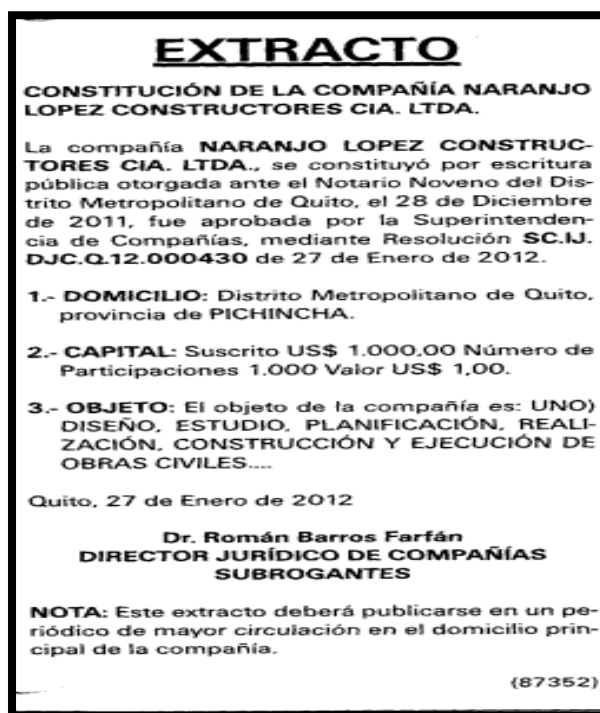 EXTRACTO
CONSTITUCIÓN DE LA COMPAÑÍA NARANJO
LOPEZ CONSTRUCTORES CIA. LTDA.
La compañía NARANJO LOPEZ CONSTRUC-
TORES CIA. LTDA., se constituyó por escritura
pública otorgada ante el Notario Noveno del Dis-
trito Metropolitano de Quito, el 28 de Diciembre
de 2011, fue aprobada por la Superintenden-
cia de Compañías, mediante Resolución SC.IJ.
DJC.Q.12.000430 de 27 de Enero de 2012.
1.- DOMICILIO: Distrito Metropolitano de Quito,
provincia de PICHINCHA.
2.- CAPITAL: Suscrito US$ 1.000,00 Número de
Participaciones 1.000 Valor US$ 1,00.
3.- OBJETO: El objeto de la compañía es: UNO)
DISEÑO, ESTUDIO, PLANIFICACIÓN, REALI-
ZACIÓN, CONSTRUCCIÓN Y EJECUCIÓN DE
OBRAS CIVILES....
Quito, 27 de Enero de 2012
Dr. Román Barros Farfán
DIRECTOR JURÍDICO DE COMPAÑÍAS
SUBROGANTES
NOTA: Este extracto deberá publicarse en un pe-
riódico de mayor circulación en el domicilio prin-
cipal de la compañía.
(87352)